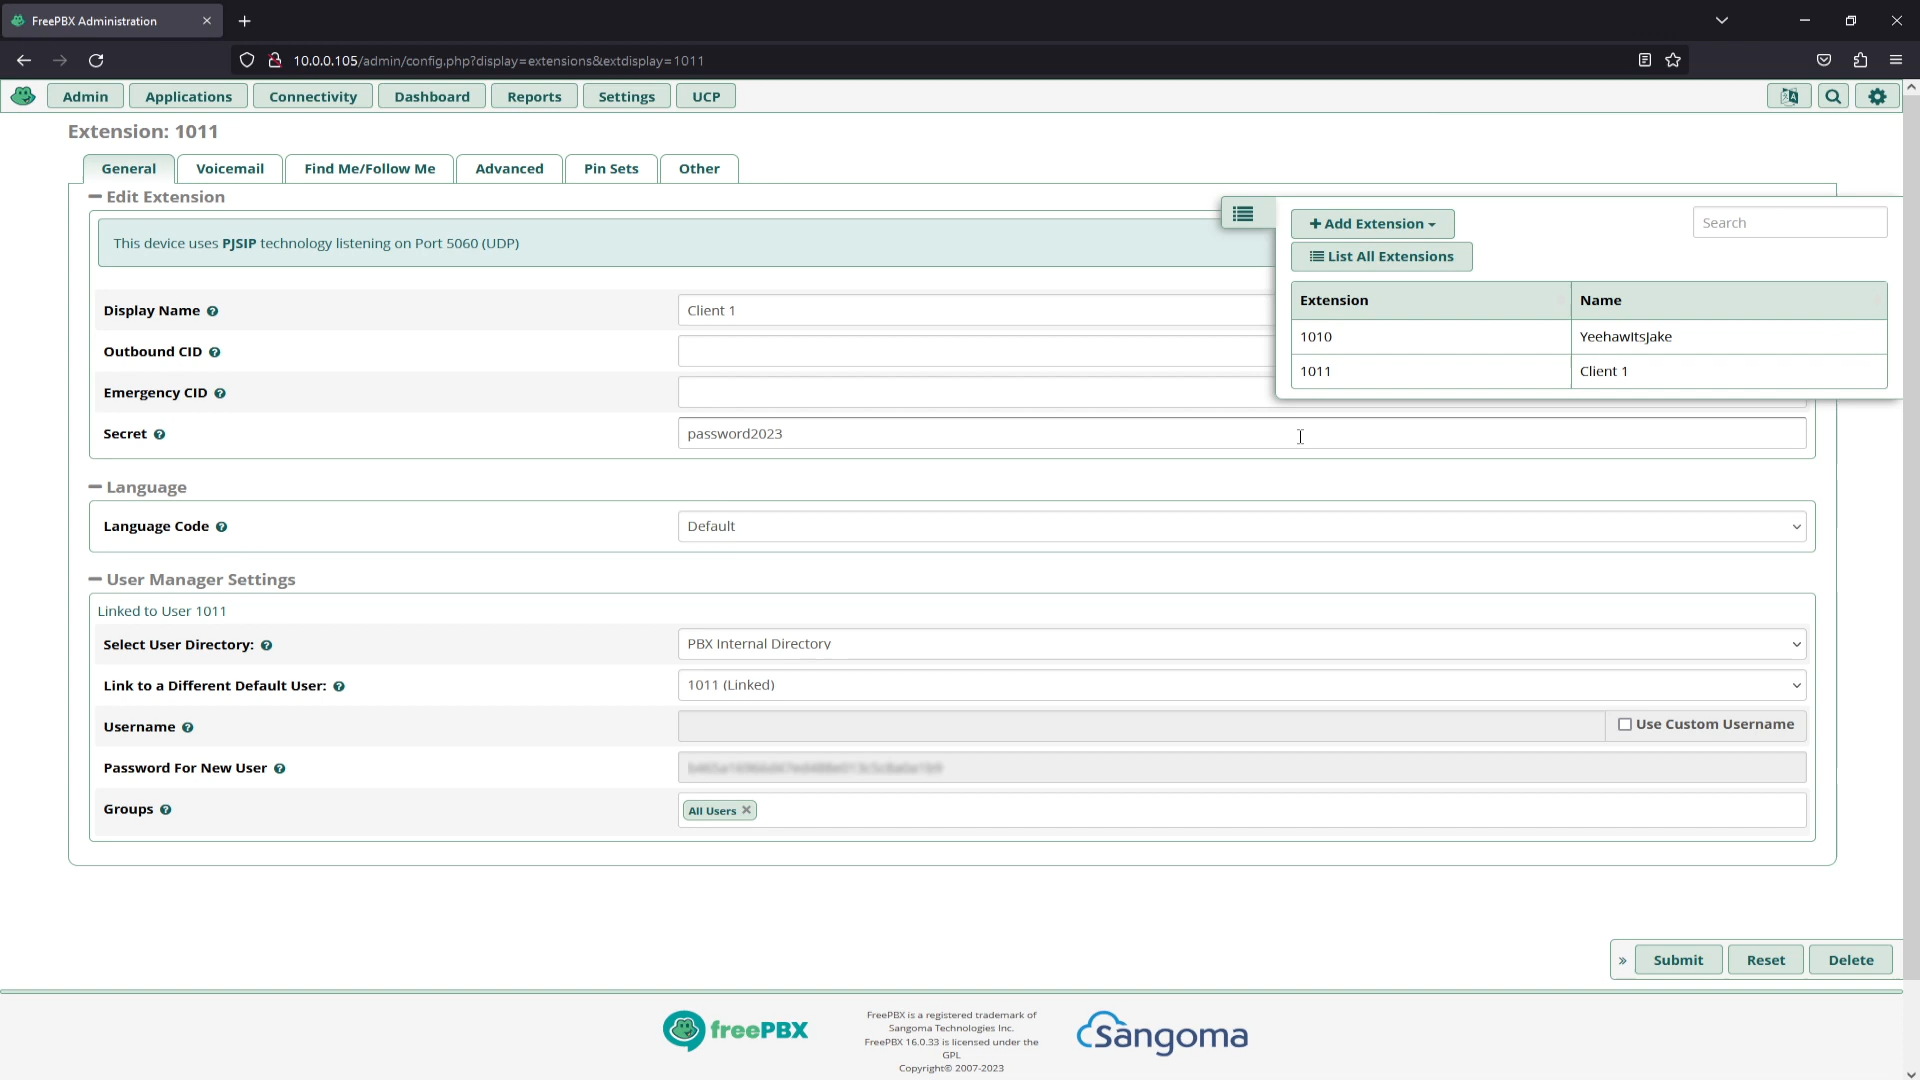 FreePBX Administration
10.0.0.105/admin/config.php?display=extensions&extdisplay=1011
Admin
Applications
Connectivity
Dashboard
Reports
Settings
UCP
Extension: 1011
General
Voicemail
Find Me/Follow Me
Advanced
Pin Sets
Other
Edit Extension
This device uses PJSIP technology listening on Port 5060 (UDP)
Add Extension
Search
List All Extensions
Extension Name
1010 YeehawItsJake
1011 Client 1
Display Name Client 1
Outbound CID
Emergency CID
Secret password2023
Language
Language Code Default
User Manager Settings
Linked to User 1011
Select User Directory: PBX Internal Directory
Link to a Different Default User: 1011 (Linked)
Username Use Custom Username
Password For New User
Groups All Users
» Submit Reset Delete
freePBX
FreePBX is a registered trademark of
Sangoma Technologies Inc.
FreePBX 16.0.33 is licensed under the
GPL
Copyright© 2007-2023
Sangoma